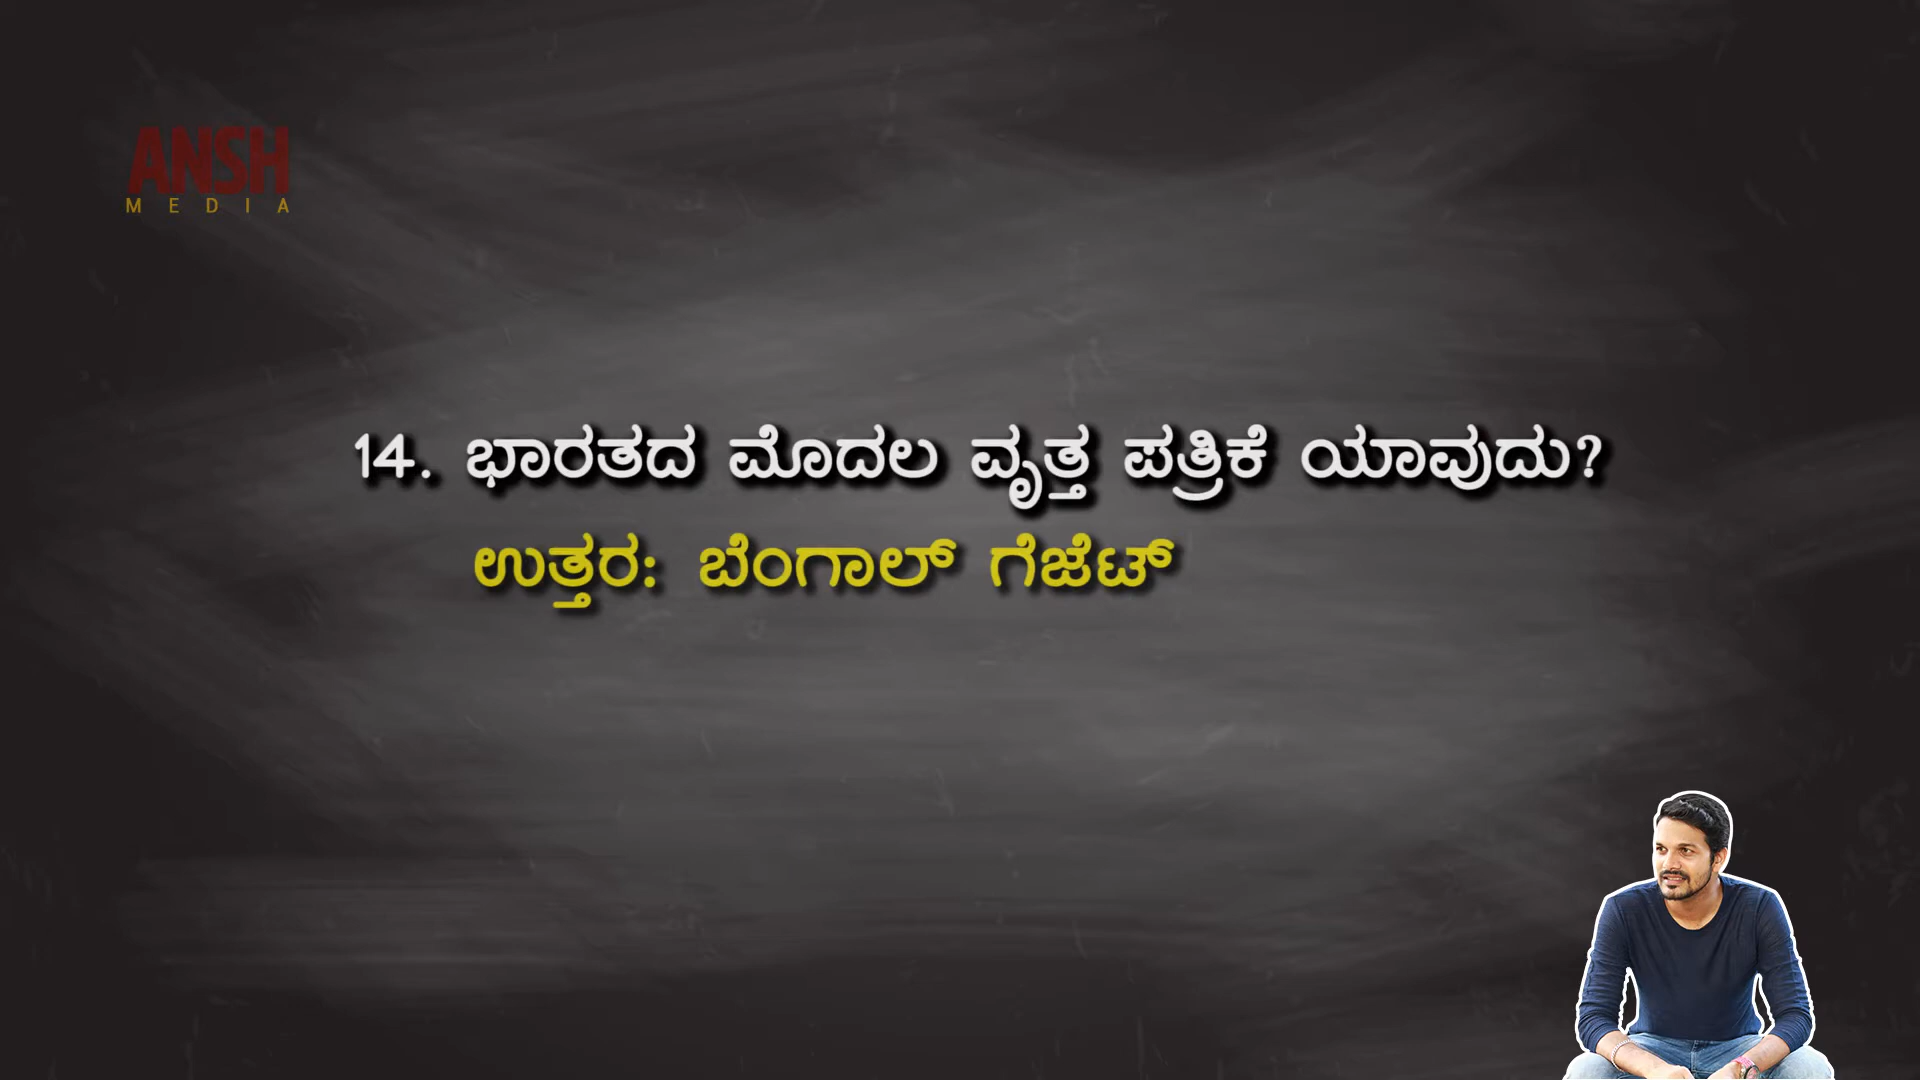 ANSH
MEDIA
14. ಭಾರತದ ಮೊದಲ ವೃತ್ತ ಪತ್ರಿಕೆ ಯಾವುದು?
ಉತ್ತರ: ಬೆಂಗಾಲ್ ಗೆಜೆಟ್